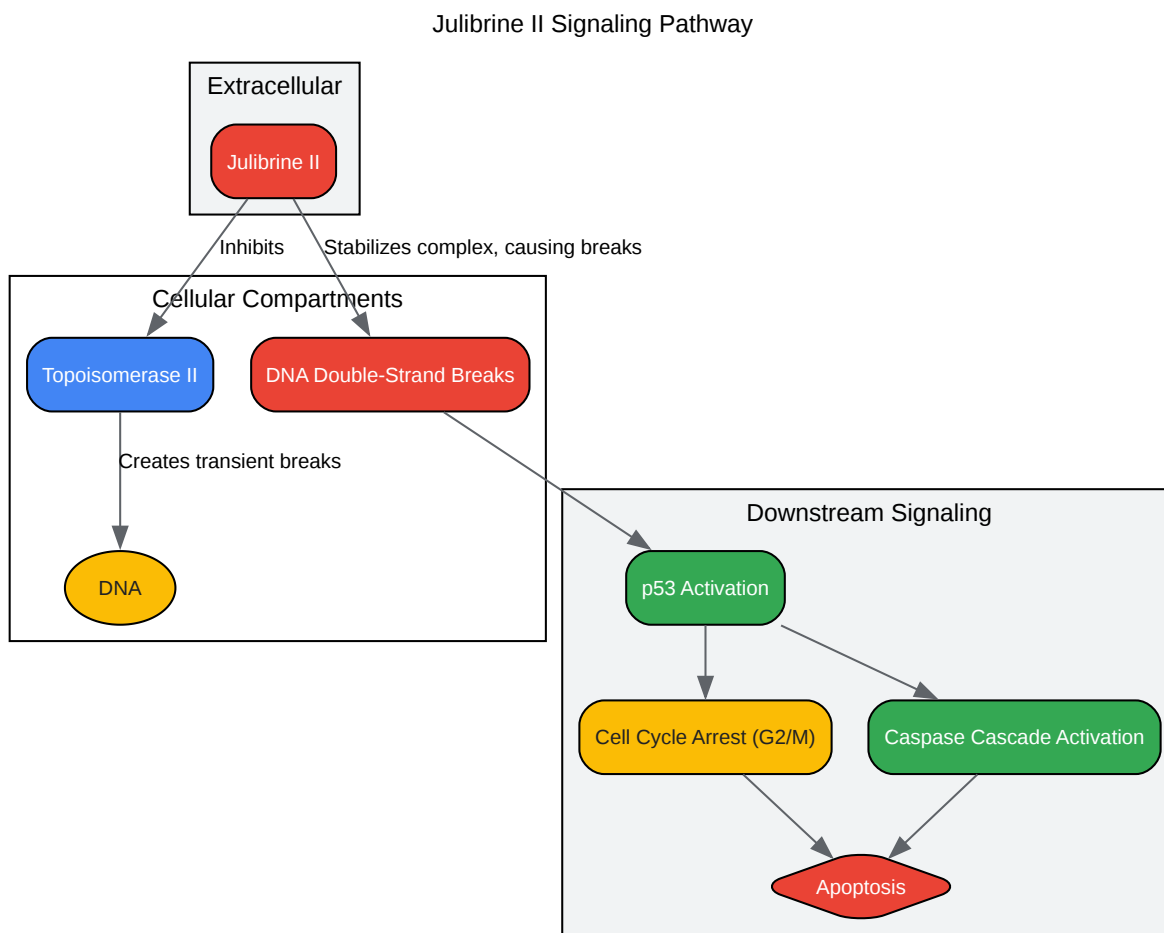 Julibrine II Signaling Pathway
Extracellular
Julibrine II
Inhibits
Stabilizes complex, causing breaks
Cellular Compartments
Topoisomerase II
DNA Double-Strand Breaks
Creates transient breaks
Downstream Signaling
DNA
p53 Activation
Cell Cycle Arrest (G2/M)
Caspase Cascade Activation
Apoptosis